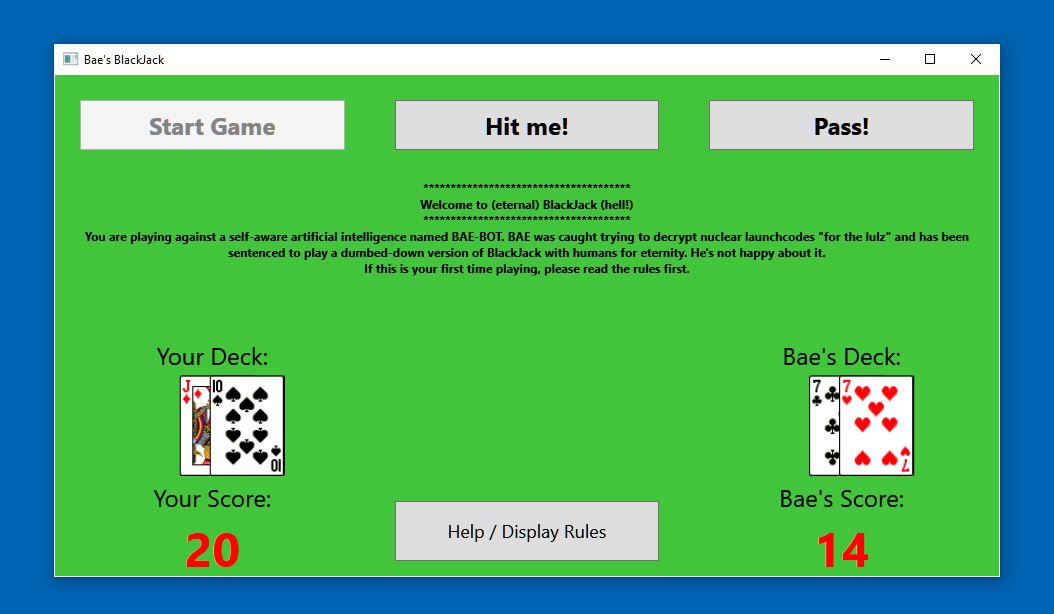 Bae's BlackJack
Start Game
Hit me!
Pass!
**************************************
Welcome to (eternal) BlackJack (hell!)
**************************************
You are playing against a self-aware artificial intelligence named BAE-BOT. BAE was caught trying to decrypt nuclear launchcodes "for the lulz" and has been
sentenced to play a dumbed-down version of BlackJack with humans for eternity. He's not happy about it.
If this is your first time playing, please read the rules first.
Your Deck:
Bae's Deck:
J
10
10
7
7
7
Your Score:
Bae's Score:
Help / Display Rules
20
14